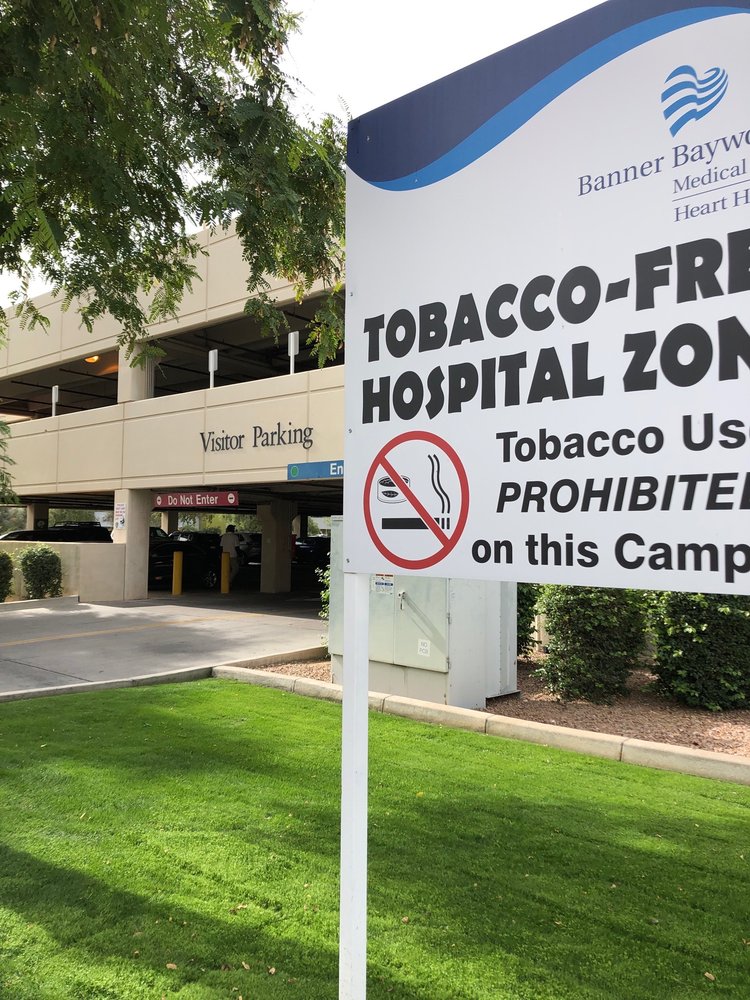 Banner Baywo
Medical
Heart H
TOBACCO-FRE
HOSPITAL ZON
Tobacco Us
PROHIBITE
on this Camp
Visitor Parking
En
Do Not Enter